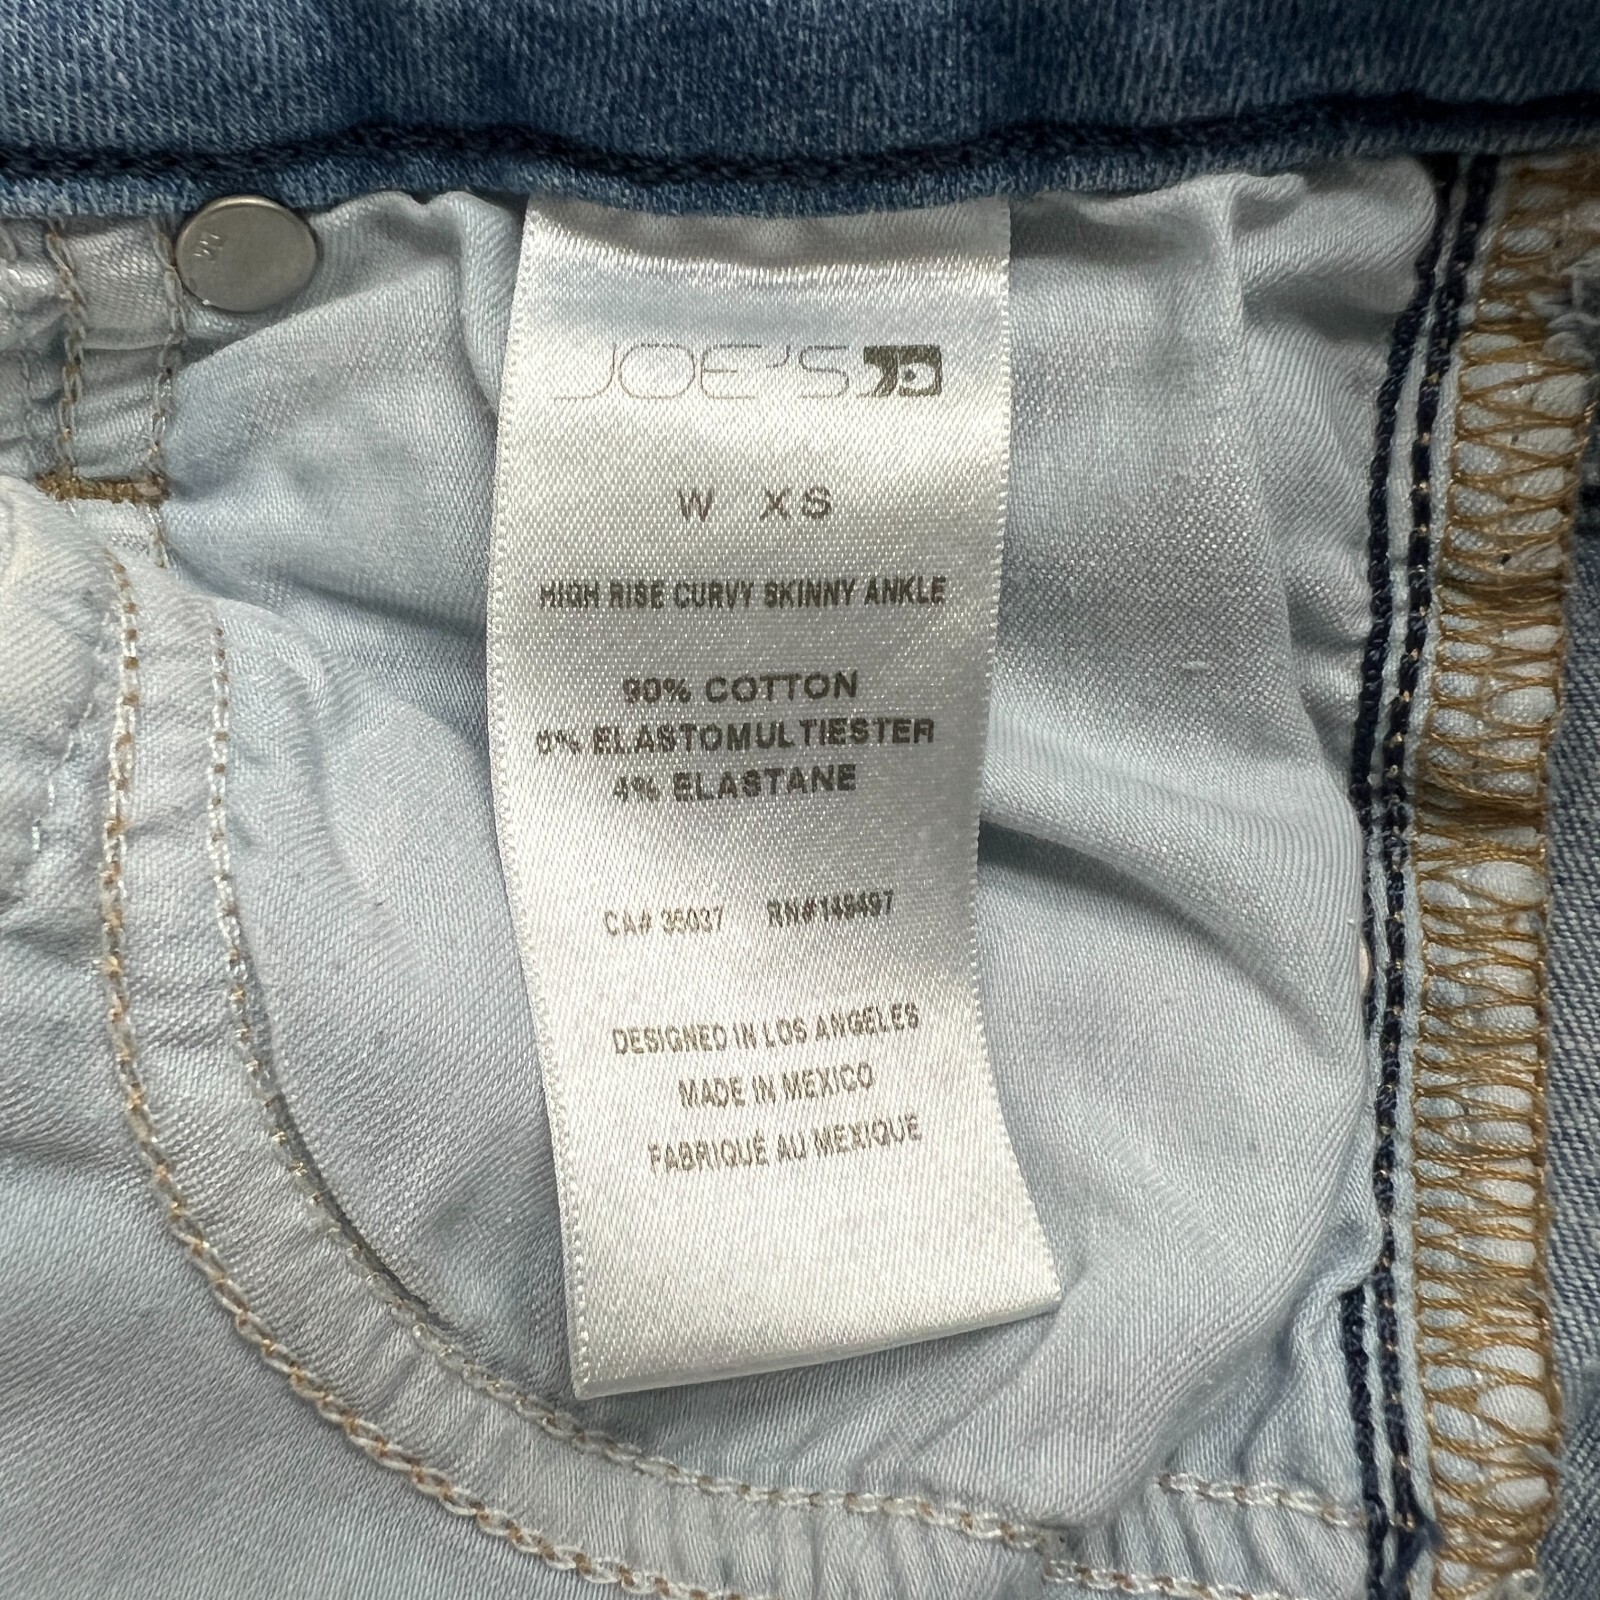 JOE'S
W XS
HIGH RISE CURVY SKINNY ANKLE
90% COTTON
6% ELASTOMULTIESTER
4% ELASTANE
CA# 35037 RN#149497
DESIGNED IN LOS ANGELES
MADE IN MEXICO
FABRIQUÉ AU MEXIQUE